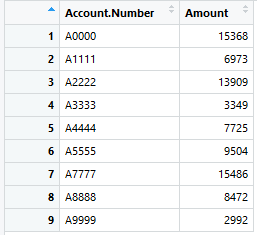 Account.Number Amount
1 A0000 15368
2 A1111 6973
3 A2222 13909
4 A3333 3349
5 A4444 7725
6 A5555 9504
7 A7777 15486
8 A8888 8472
9 A9999 2992